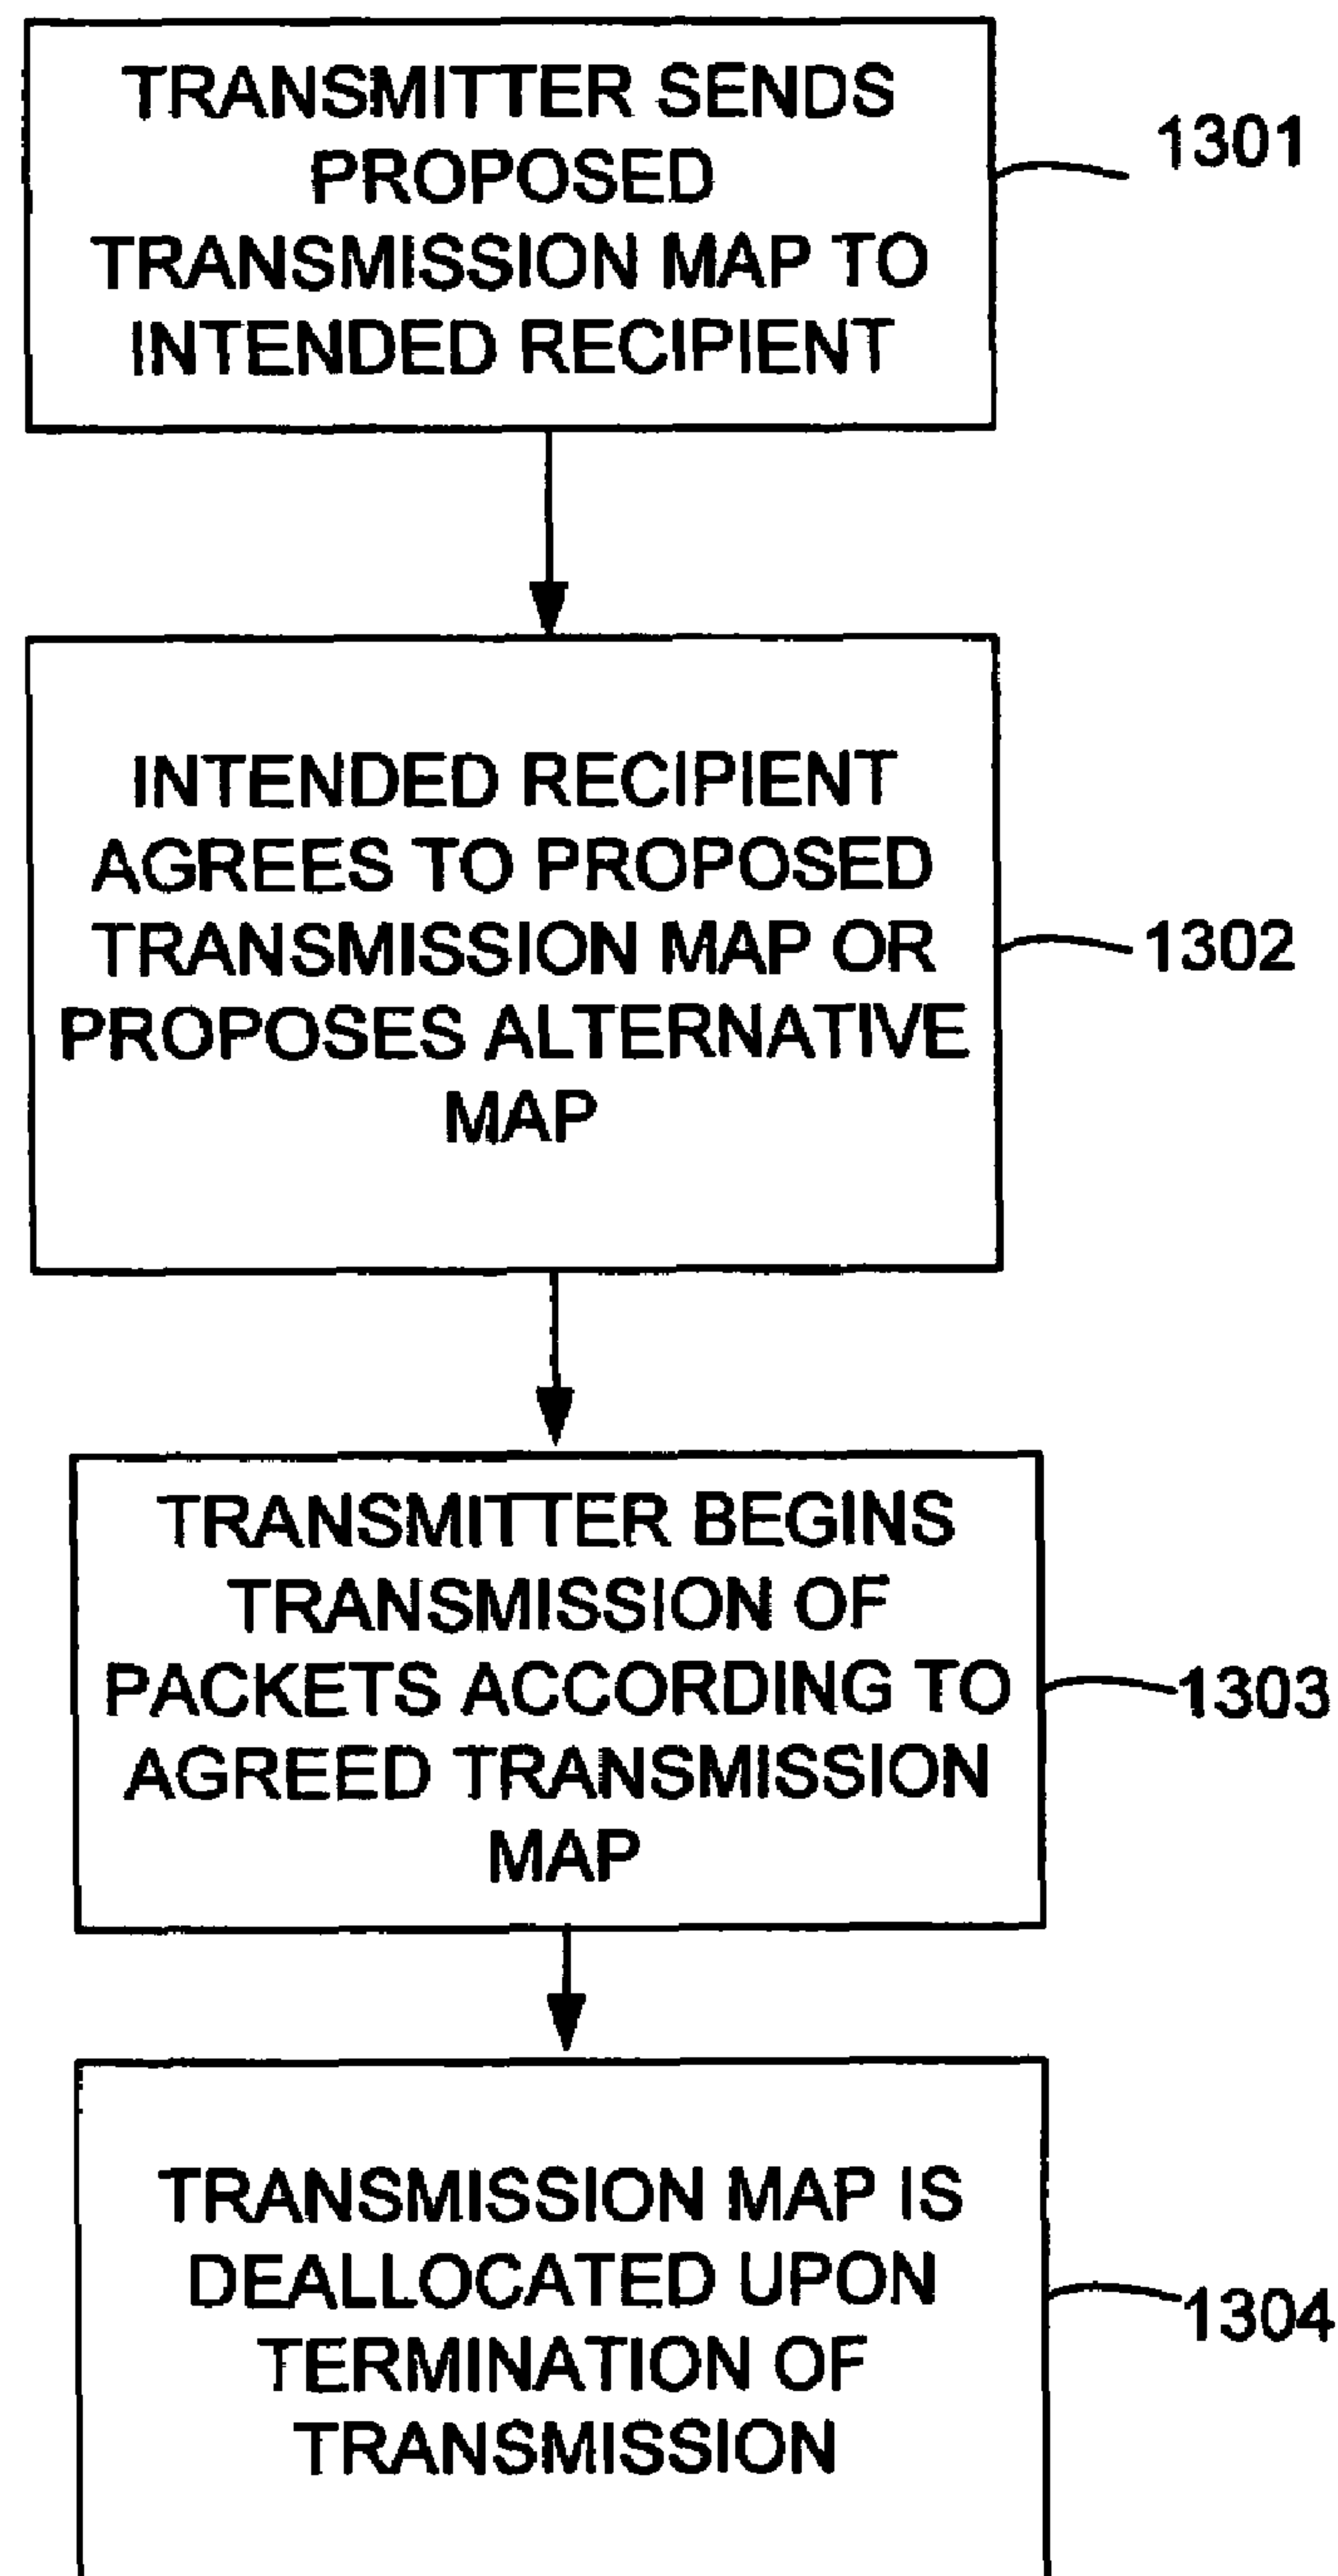 TRANSMITTER SENDS
PROPOSED
TRANSMISSION MAP TO
INTENDED RECIPIENT
1301
INTENDED RECIPIENT
AGREES TO PROPOSED
TRANSMISSION MAP OR
PROPOSES ALTERNATIVE
MAP
1302
TRANSMITTER BEGINS
TRANSMISSION OF
PACKETS ACCORDING TO
AGREED TRANSMISSION
MAP
1303
TRANSMISSION MAP IS
DEALLOCATED UPON
TERMINATION OF
TRANSMISSION
1304